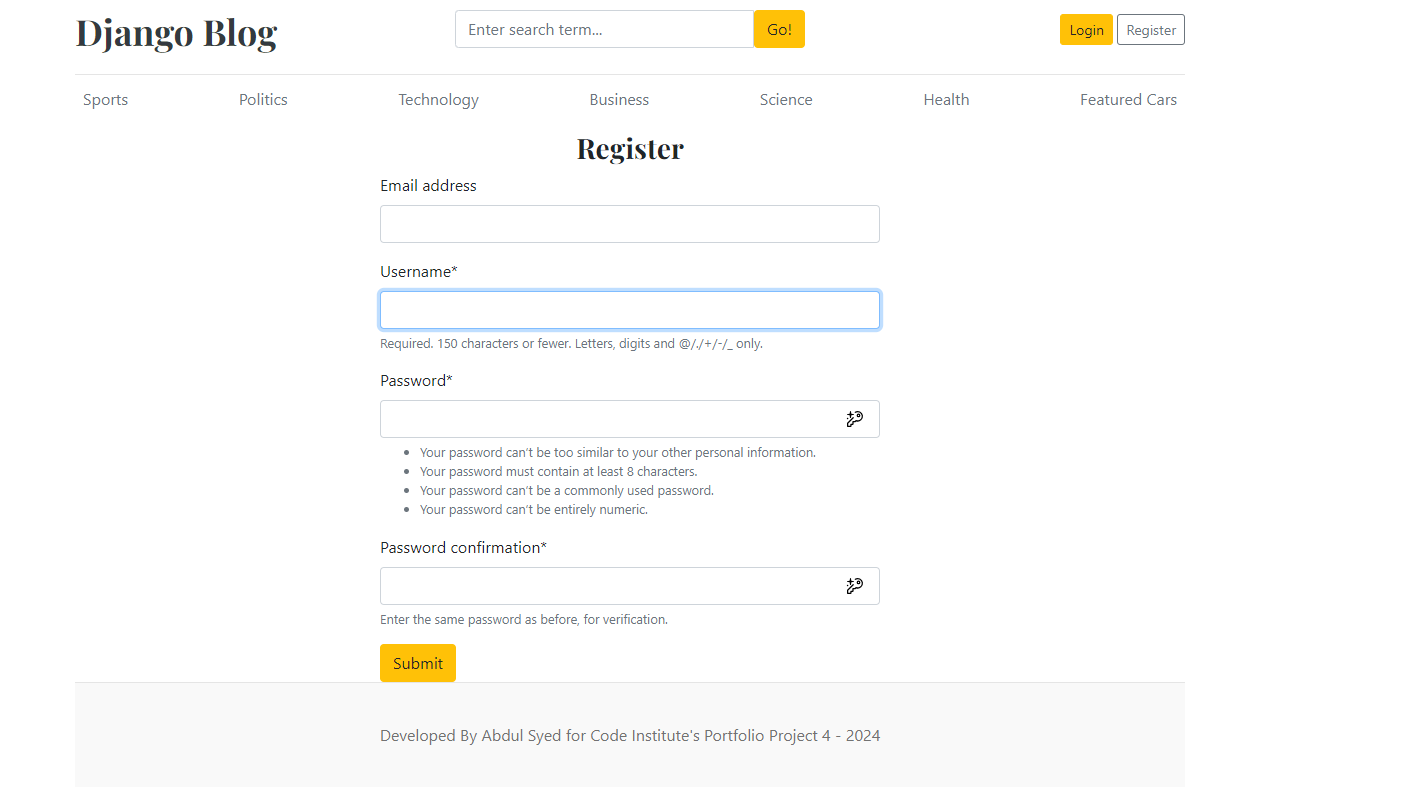 Django Blog
Enter search term...
Go!
Login
Register
Sports
Politics
Technology
Business
Science
Health
Featured Cars
Register
Email address
Username*
Required. 150 characters or fewer. Letters, digits and @/./+/-/_ only.
Password*
Your password can't be too similar to your other personal information.
Your password must contain at least 8 characters.
Your password can't be a commonly used password.
Your password can't be entirely numeric.
Password confirmation*
Enter the same password as before, for verification.
Submit
Developed By Abdul Syed for Code Institute's Portfolio Project 4 - 2024